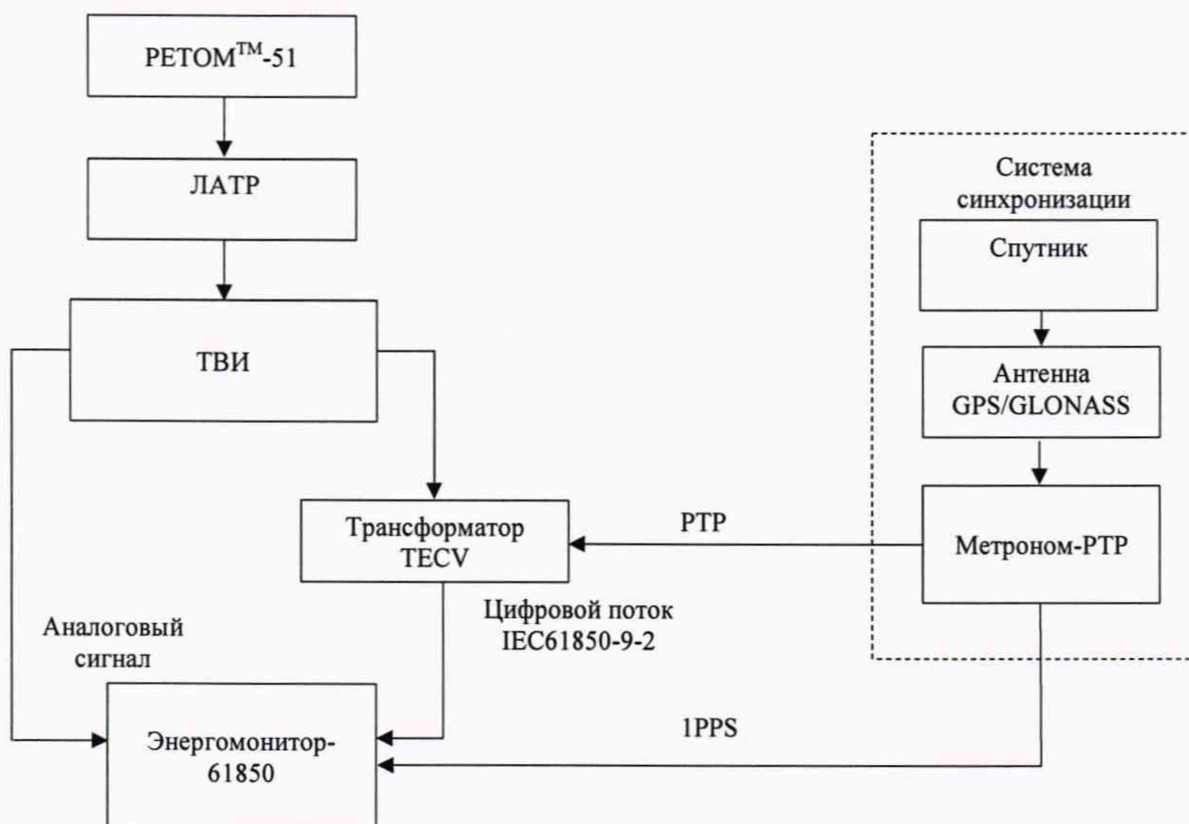 РЕТОМ™-51
ЛАТР
ТВИ
Система
синхронизации
Спутник
Антенна
GPS/GLONASS
Метроном-PTP
PTP
Трансформатор
TECV
Цифровой поток
IEC61850-9-2
Аналоговый
сигнал
Энергомонитор-
61850
1PPS